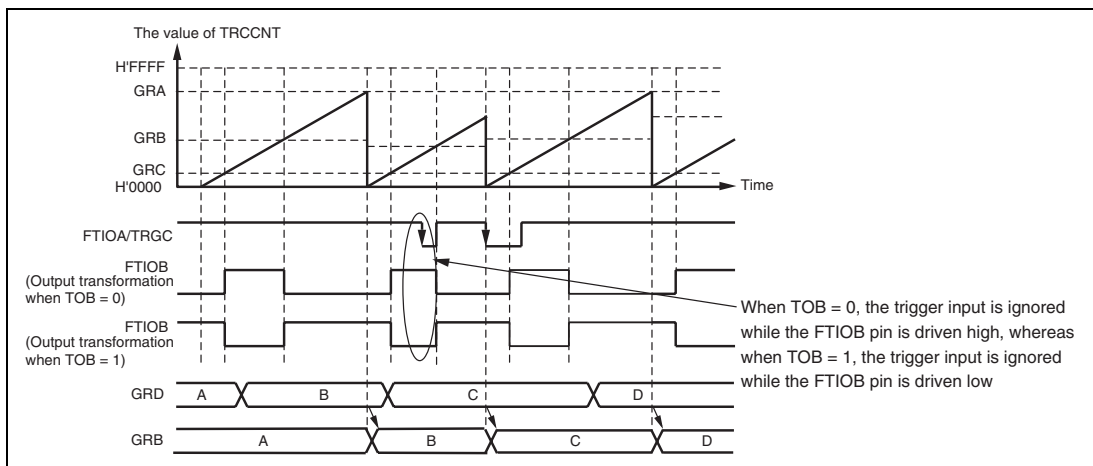 The value of TRCCNT
H'FFFF
GRA
GRB
GRC
H'0000
Time
FTIOA/TRGC
FTIOB
(Output transformation
when TOB = 0)
FTIOB
(Output transformation
when TOB = 1)
When TOB = 0, the trigger input is ignored
while the FTIOB pin is driven high, whereas
when TOB = 1, the trigger input is ignored
while the FTIOB pin is driven low
GRD A B C D
GRB A B C D